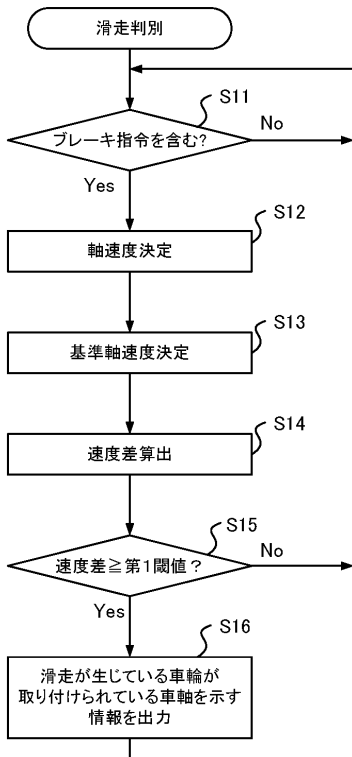 滑走判別
S11
ブレーキ指令を含む?
No
Yes
S12
軸速度決定
S13
基準軸速度決定
S14
速度差算出
S15
速度差≧第1閾値?
No
Yes
S16
滑走が生じている車輪が
取り付けられている車軸を示す
情報を出力